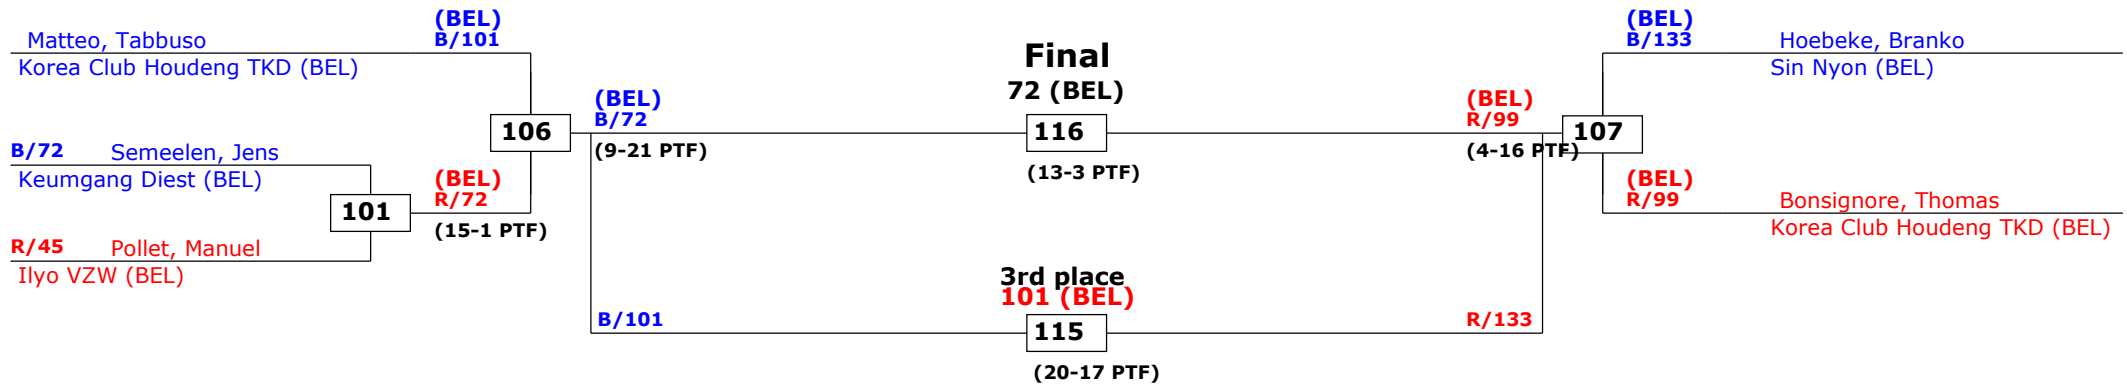 (BEL)
B/101
Matteo, Tabbuso
Korea Club Houdeng TKD (BEL)
106
B/72 Semeelen, Jens
Keumgang Diest (BEL)
101
(BEL)
R/72
(15-1 PTF)
R/45 Pollet, Manuel
Ilyo VZW (BEL)
(BEL)
B/72
(9-21 PTF)
Final
72 (BEL)
116
(13-3 PTF)
3rd place
101 (BEL)
B/101
115
R/133
(20-17 PTF)
(BEL)
R/99
(4-16 PTF)
107
(BEL)
B/133
Hoebeke, Branko
Sin Nyon (BEL)
(BEL)
R/99
Bonsignore, Thomas
Korea Club Houdeng TKD (BEL)